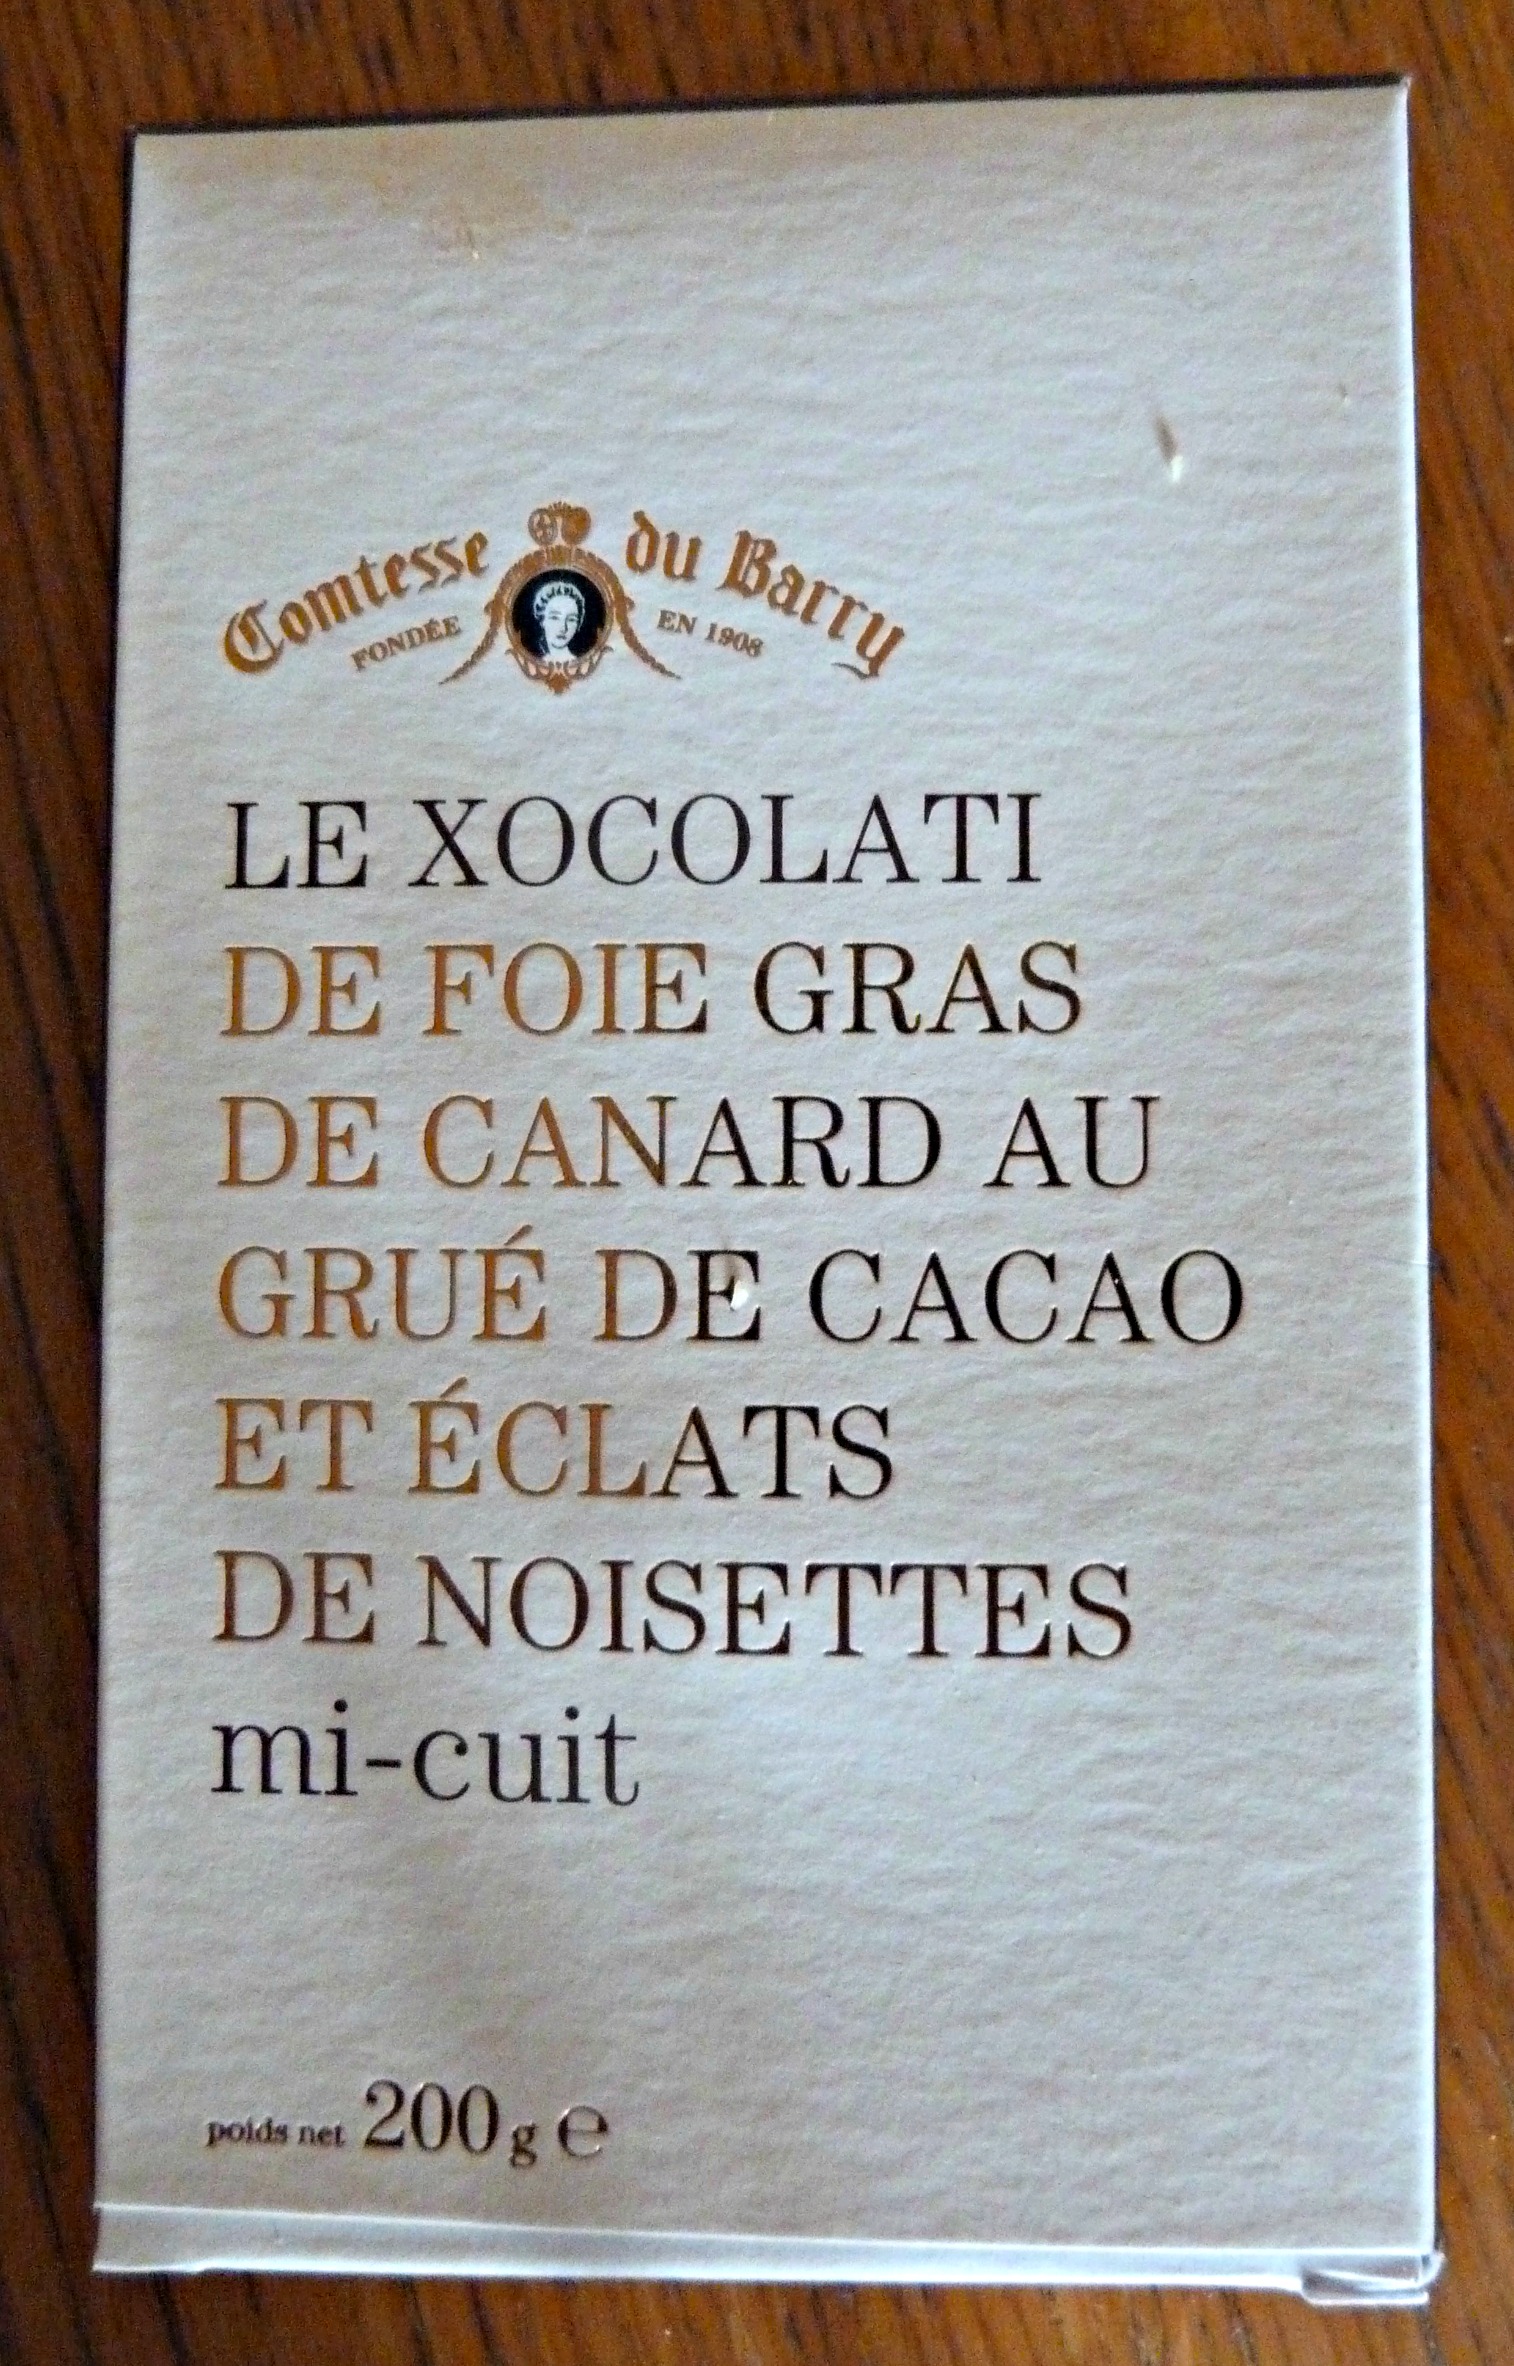 Comtesse du Barry
FONDÉE EN 1908
LE XOCOLATI
DE FOIE GRAS
DE CANARD AU
GRUÉ DE CACAO
ET ÉCLATS
DE NOISETTES
mi-cuit
poids net 200 g ℮